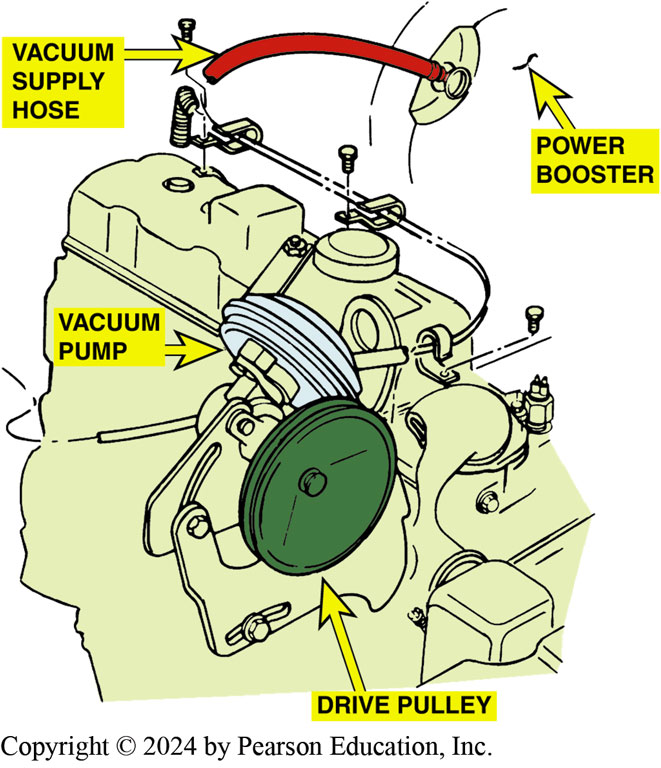 VACUUM
SUPPLY
HOSE
POWER
BOOSTER
VACUUM
PUMP
DRIVE PULLEY
Copyright © 2024 by Pearson Education, Inc.